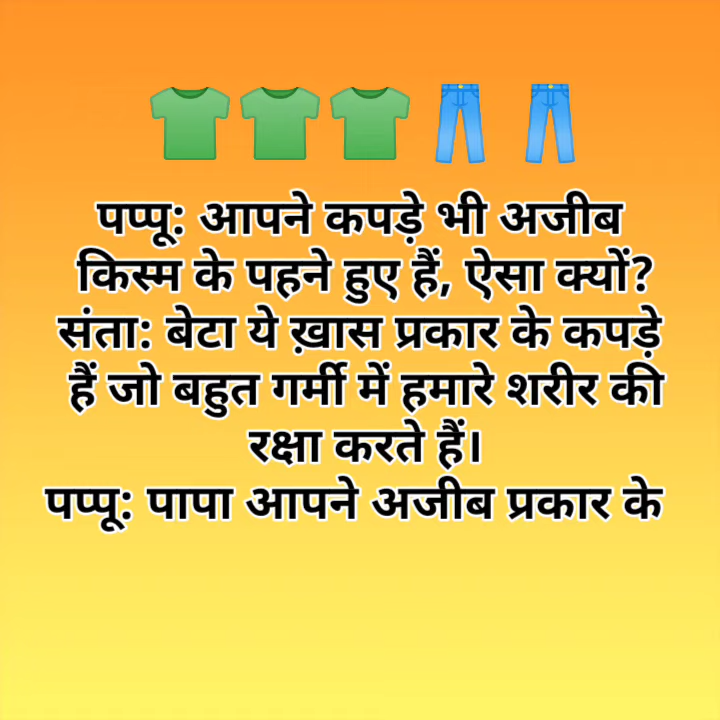 पप्पू: आपने कपड़े भी अजीब
किस्म के पहने हुए हैं, ऐसा क्यों?
संता: बेटा ये ख़ास प्रकार के कपड़े
हैं जो बहुत गर्मी में हमारे शरीर की
रक्षा करते हैं।
पप्पू: पापा आपने अजीब प्रकार के